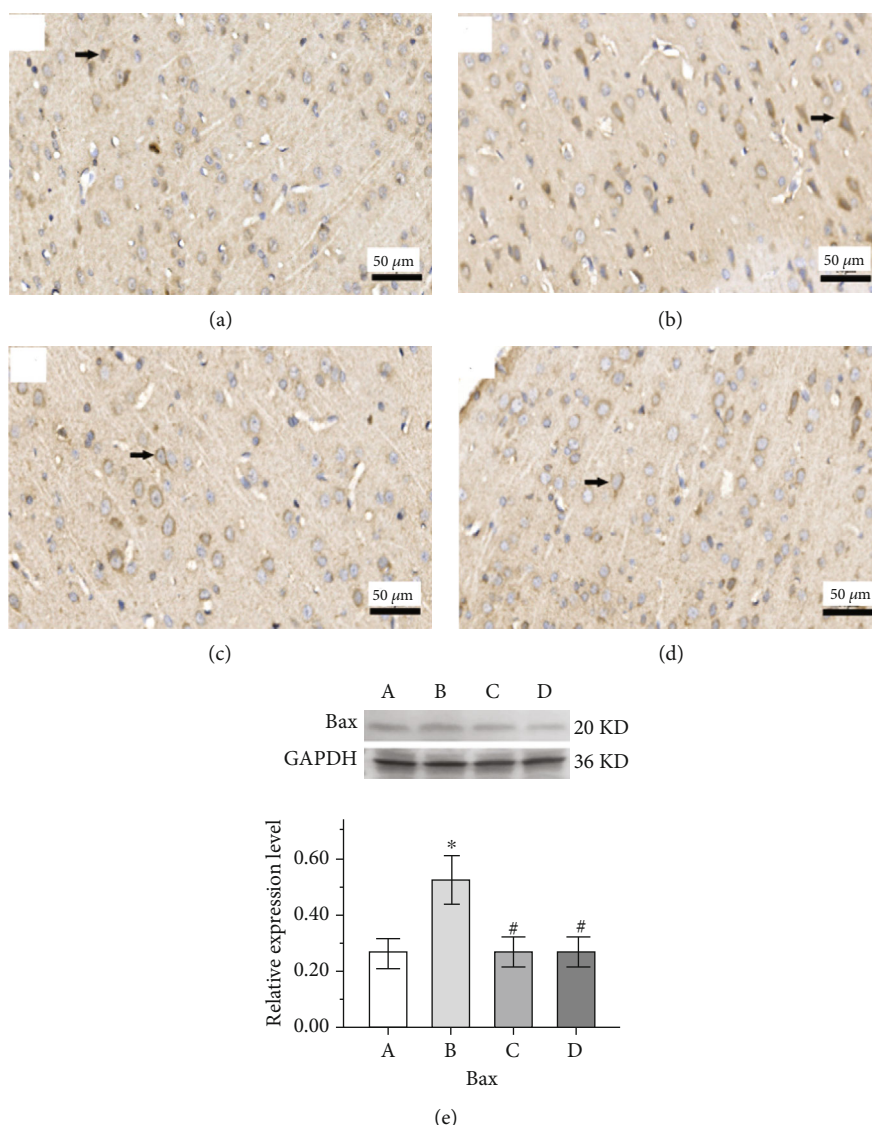 50 μm
50 μm
(a)
(b)
50 μm
50 μm
(c)
(d)
A B C D
Bax 20 KD
GAPDH 36 KD
Relative expression level
0.60
0.40
0.20
0.00
*
#
#
A B C D
Bax
(e)